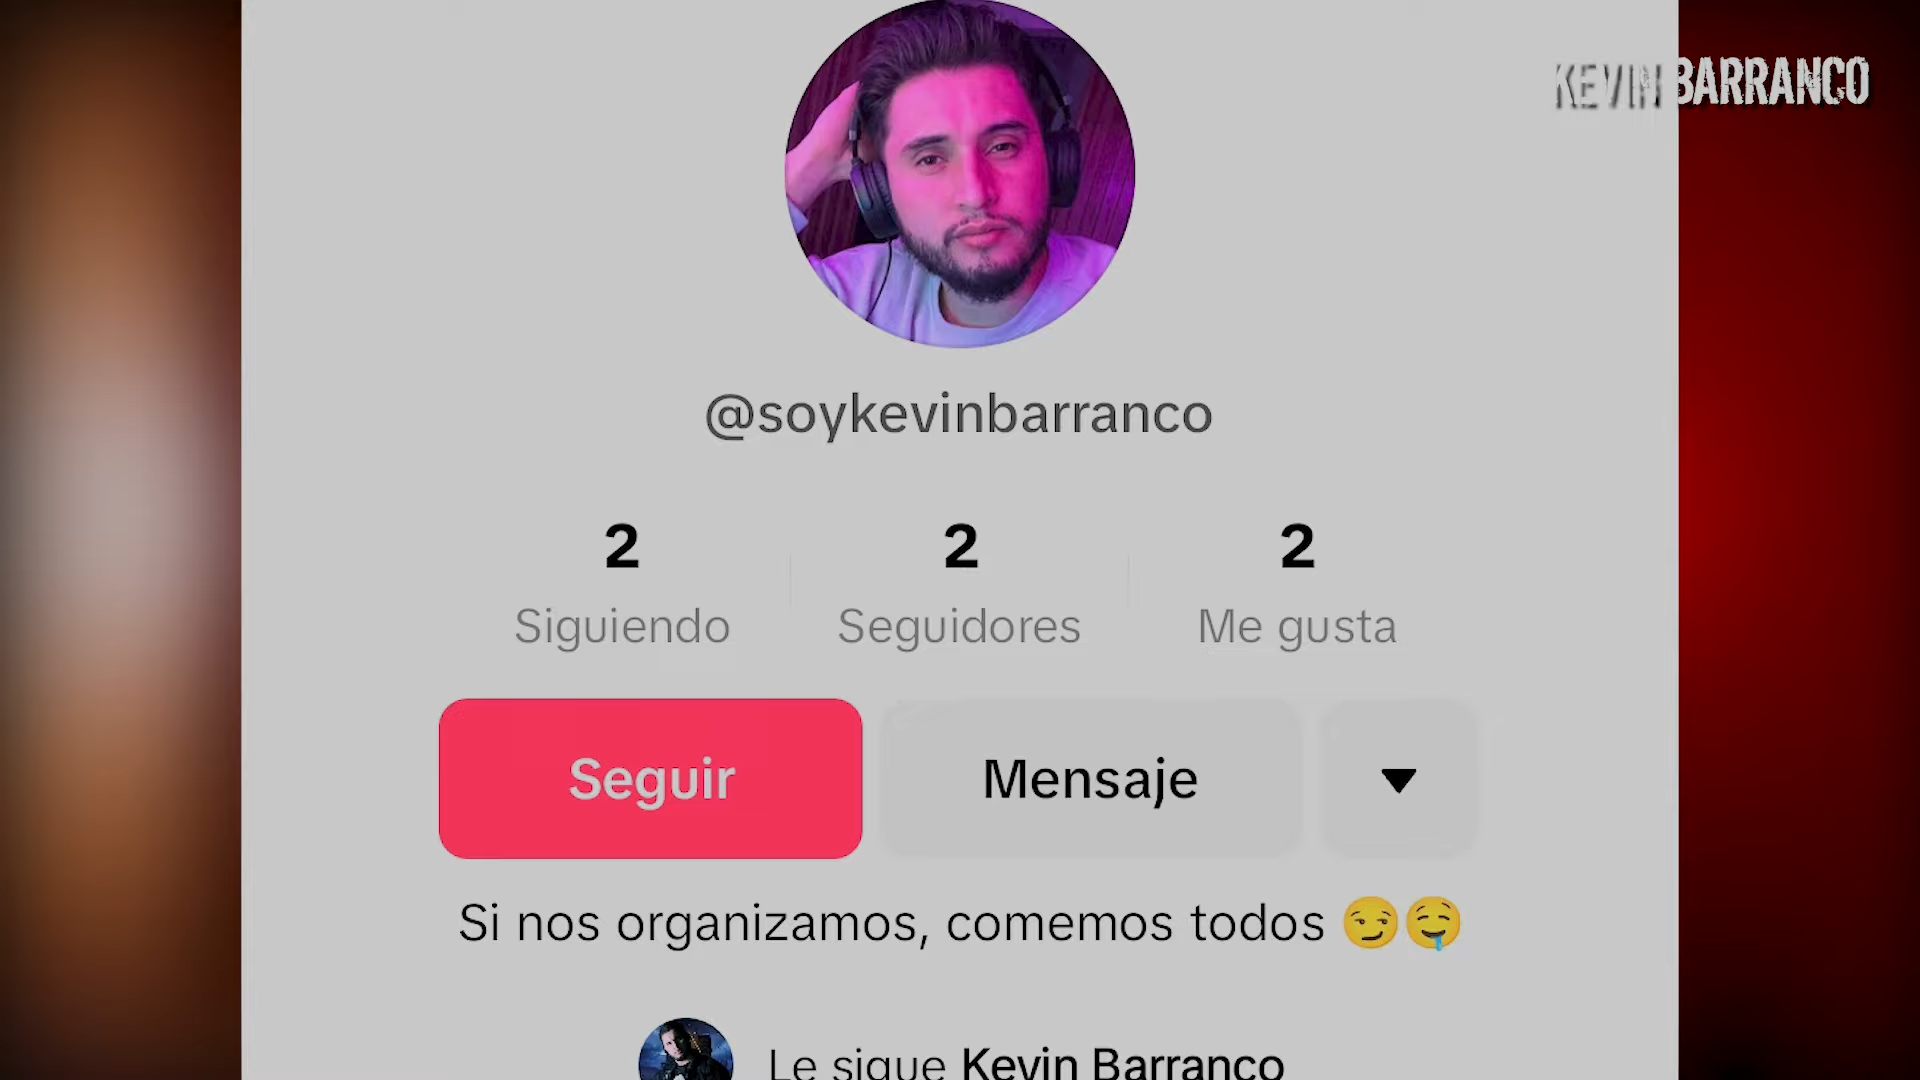 KEVIN BARRANCO
@soykevinbarranco
2 2 2
Siguiendo Seguidores Me gusta
Seguir Mensaje
Si nos organizamos, comemos todos 😏🤤
Le sigue Kevin Barranco